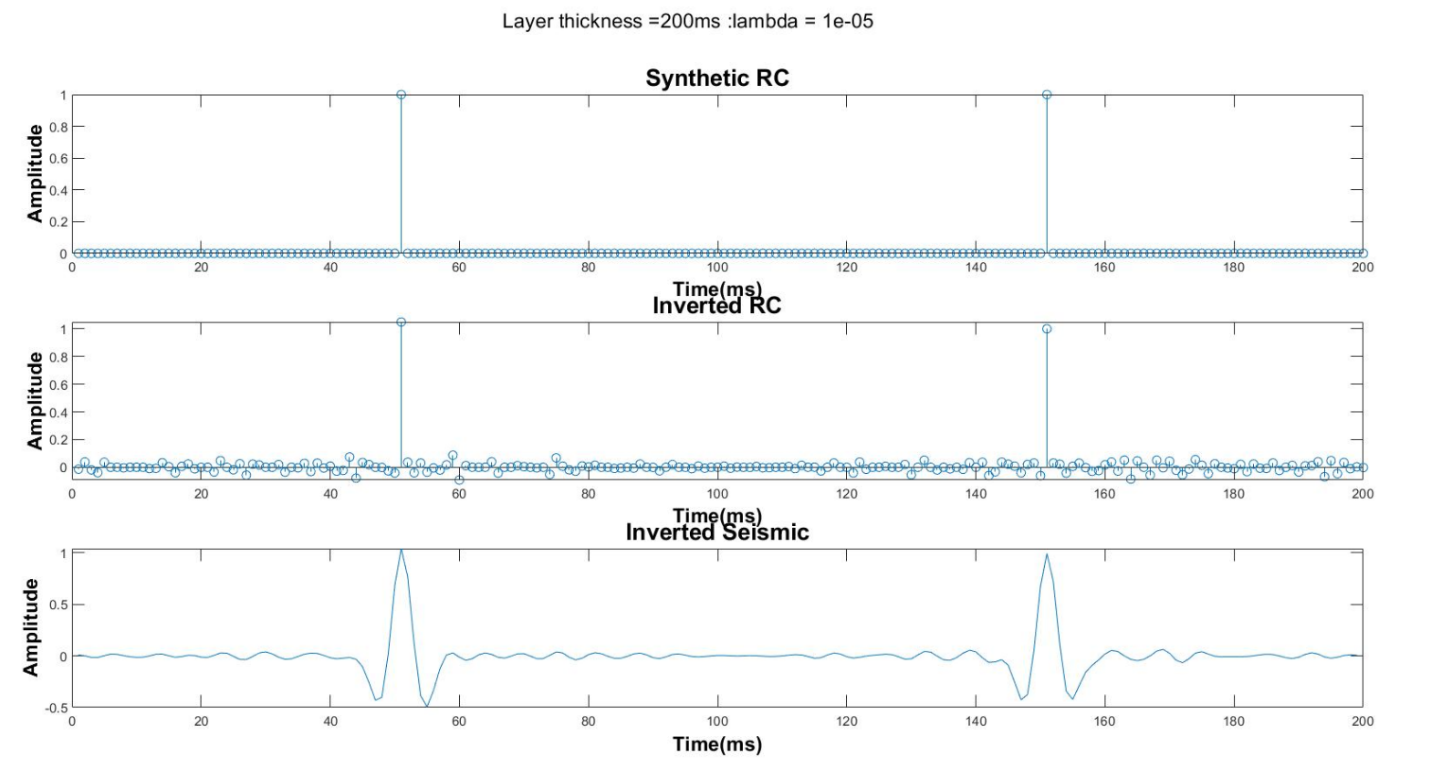 Layer thickness =200ms :lambda = 1e-05
Synthetic RC
Amplitude
1
0.8
0.6
0.4
0.2
0
0 20 40 60 80 100 120 140 160 180 200
Time(ms)
Inverted RC
Amplitude
1
0.8
0.6
0.4
0.2
0
0 20 40 60 80 100 120 140 160 180 200
Time(ms)
Inverted Seismic
Amplitude
1
0.5
0
-0.5
0 20 40 60 80 100 120 140 160 180 200
Time(ms)